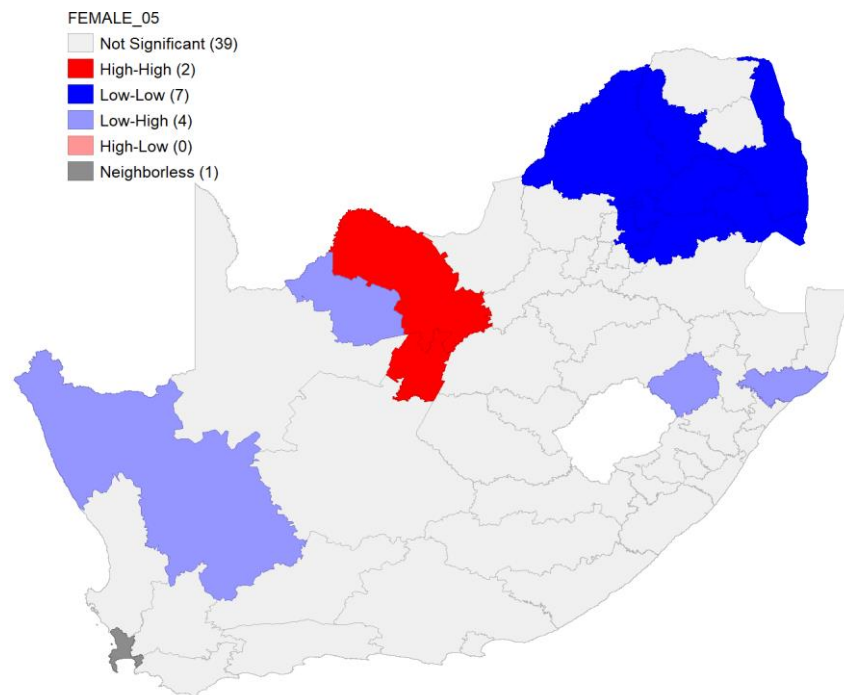 FEMALE_05
Not Significant (39)
High-High (2)
Low-Low (7)
Low-High (4)
High-Low (0)
Neighborless (1)